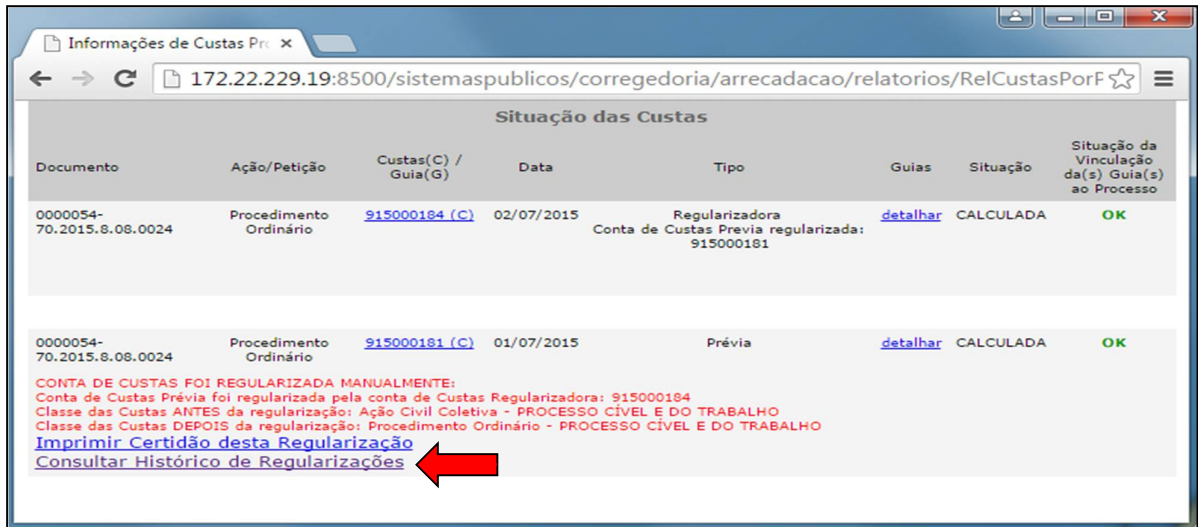 Informações de Custas Pro
172.22.229.19:8500/sistemaspublicos/corregedoria/arrecadacao/relatorios/RelCustasPorP
Situação das Custas
Documento
Ação/Petição
Custas(C) /
Guia(G)
Data
Tipo
Guias
Situação
Situação da
Vinculação
da(s) Guia(s)
ao Processo
0000054-
70.2015.8.08.0024
Procedimento
Ordinário
915000184 (C)
02/07/2015
Regularizadora
Conta de Custas Previa regularizada:
915000181
detalhar
CALCULADA
OK
0000054-
70.2015.8.08.0024
Procedimento
Ordinário
915000181 (C)
01/07/2015
Prévia
detalhar
CALCULADA
OK
CONTA DE CUSTAS FOI REGULARIZADA MANUALMENTE:
Conta de Custas Prévia foi regularizada pela conta de Custas Regularizadora: 915000184
Classe das Custas ANTES da regularização: Ação Civil Coletiva - PROCESSO CÍVEL E DO TRABALHO
Classe das Custas DEPOIS da regularização: Procedimento Ordinário - PROCESSO CÍVEL E DO TRABALHO
Imprimir Certidão desta Regularização
Consultar Histórico de Regularizações